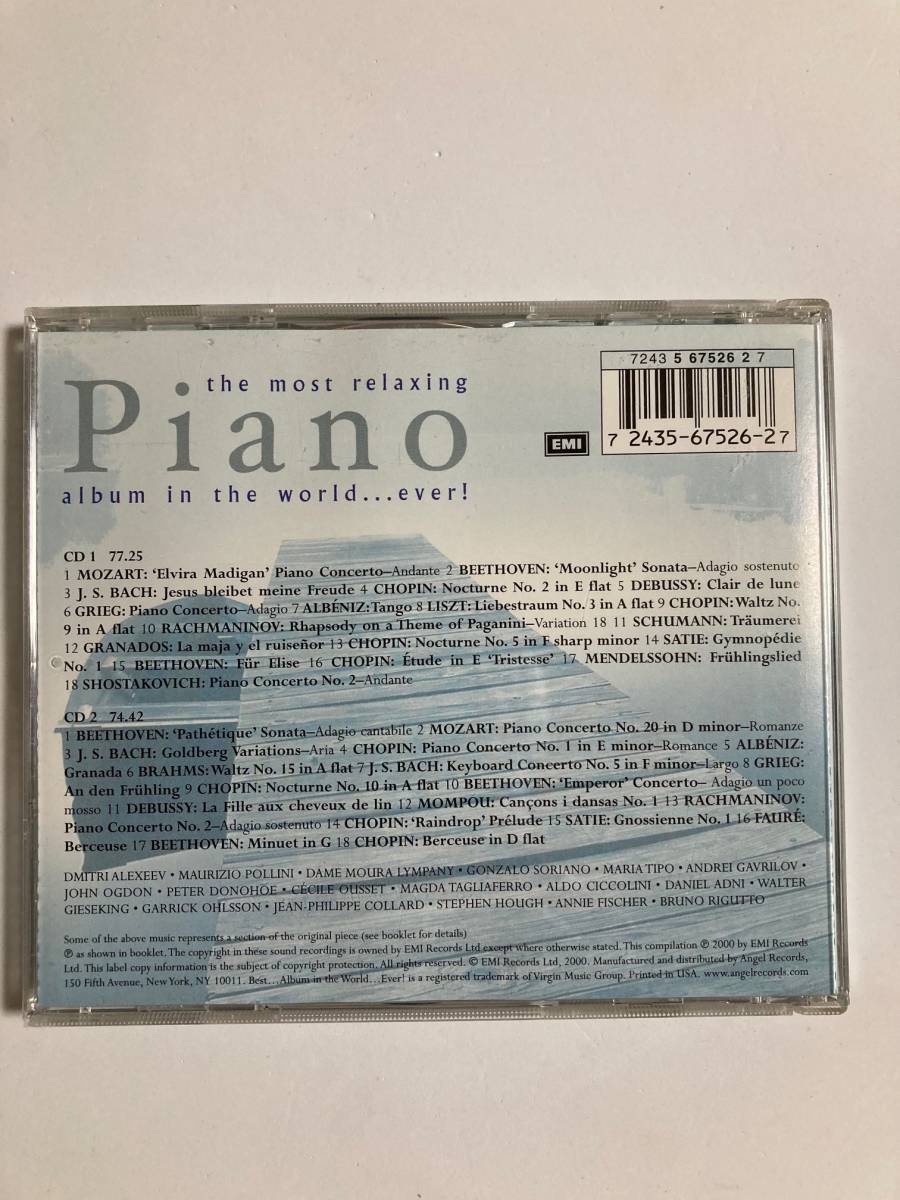 the most relaxing
Piano
album in the world...ever!
7243 5 67526 2 7
EMI
7 2435-67526-2 7
CD 1 77.25
1 MOZART: ‘Elvira Madigan’ Piano Concerto–Andante 2 BEETHOVEN: ‘Moonlight’ Sonata–Adagio sostenuto
3 J. S. BACH: Jesus bleibet meine Freude 4 CHOPIN: Nocturne No. 2 in E flat 5 DEBUSSY: Clair de lune
6 GRIEG: Piano Concerto–Adagio 7 ALBÉNIZ: Tango 8 LISZT: Liebestraum No. 3 in A flat 9 CHOPIN: Waltz No.
9 in A flat 10 RACHMANINOV: Rhapsody on a Theme of Paganini–Variation 18 11 SCHUMANN: Träumerei
12 GRANADOS: La maja y el ruiseñor 13 CHOPIN: Nocturne No. 5 in F sharp minor 14 SATIE: Gymnopédie
No. 1 15 BEETHOVEN: Für Elise 16 CHOPIN: Étude in E ‘Tristesse’ 17 MENDELSSOHN: Frühlingslied
18 SHOSTAKOVICH: Piano Concerto No. 2–Andante
CD 2 74.42
1 BEETHOVEN: ‘Pathétique’ Sonata–Adagio cantabile 2 MOZART: Piano Concerto No. 20 in D minor–Romanze
3 J. S. BACH: Goldberg Variations–Aria 4 CHOPIN: Piano Concerto No. 1 in E minor–Romance 5 ALBÉNIZ:
Granada 6 BRAHMS: Waltz No. 15 in A flat 7 J. S. BACH: Keyboard Concerto No. 5 in F minor–Largo 8 GRIEG:
An den Frühling 9 CHOPIN: Nocturne No. 10 in A flat 10 BEETHOVEN: ‘Emperor’ Concerto– Adagio un poco
mosso 11 DEBUSSY: La Fille aux cheveux de lin 12 MOMPOU: Cançons i dansas No. 1 13 RACHMANINOV:
Piano Concerto No. 2–Adagio sostenuto 14 CHOPIN: ‘Raindrop’ Prélude 15 SATIE: Gnossienne No. 1 16 FAURÉ:
Berceuse 17 BEETHOVEN: Minuet in G 18 CHOPIN: Berceuse in D flat
DMITRI ALEXEEV • MAURIZIO POLLINI • DAME MOURA LYMPANY • GONZALO SORIANO • MARIA TIPO • ANDREI GAVRILOV •
JOHN OGDON • PETER DONOHÖE • CÉCILE OUSSET • MAGDA TAGLIAFERRO • ALDO CICCOLINI • DANIEL ADNI • WALTER
GIESEKING • GARRICK OHLSSON • JEAN-PHILIPPE COLLARD • STEPHEN HOUGH • ANNIE FISCHER • BRUNO RIGUTTO
Some of the above music represents a section of the original piece (see booklet for details)
℗ as shown in booklet. The copyright in these sound recordings is owned by EMI Records Ltd except where otherwise stated. This compilation ℗ 2000 by EMI Records
Ltd. This label copy information is the subject of copyright protection. All rights reserved. © EMI Records Ltd, 2000. Manufactured and distributed by Angel Records,
150 Fifth Avenue, New York, NY 10011. Best...Album in the World...Ever! is a registered trademark of Virgin Music Group. Printed in USA. www.angelrecords.com